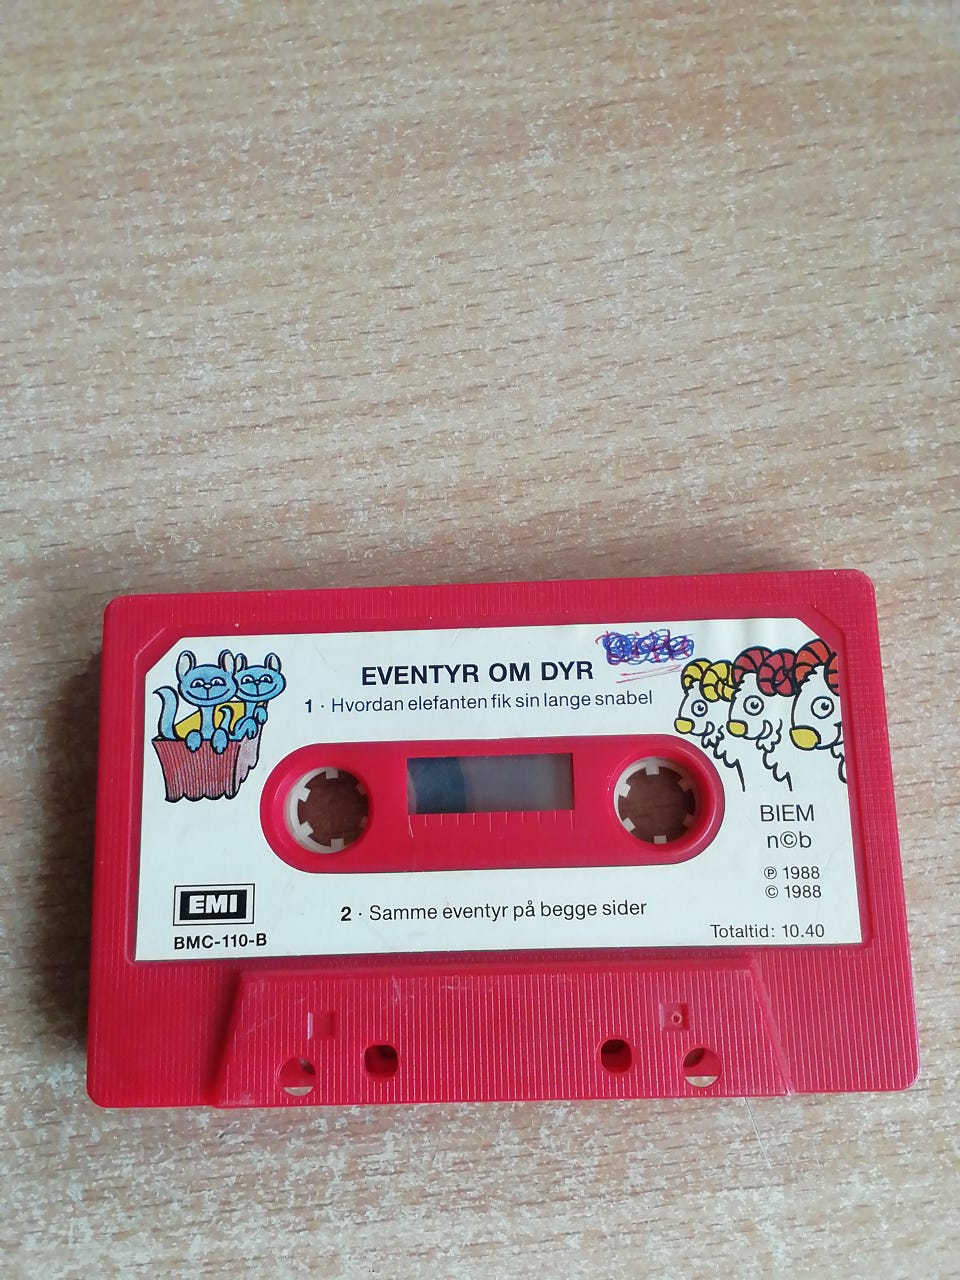 EVENTYR OM DYR
1 · Hvordan elefanten fik sin lange snabel
BIEM
n©b
℗ 1988
© 1988
EMI
BMC-110-B
2 · Samme eventyr på begge sider
Totaltid: 10.40